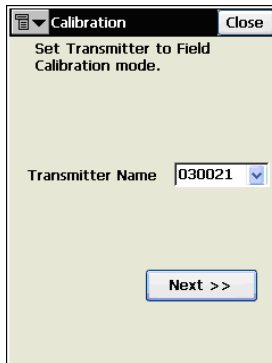 Calibration Close
Set Transmitter to Field
Calibration mode.
Transmitter Name 030021
Next >>